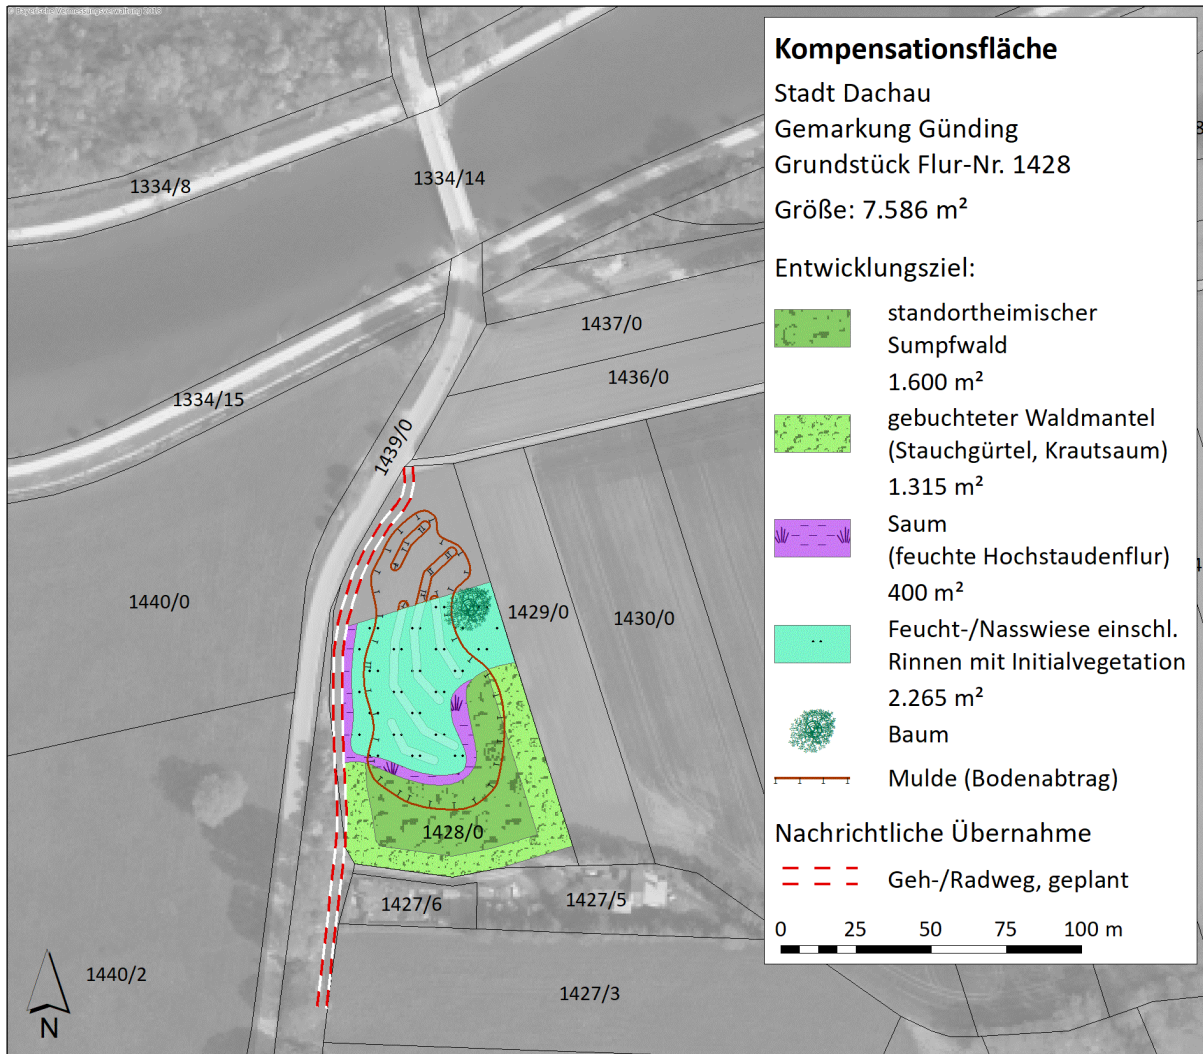 © Bayerische Vermessungsverwaltung 2018
Kompensationsfläche
Stadt Dachau
Gemarkung Günding
Grundstück Flur-Nr. 1428
Größe: 7.586 m²
Entwicklungsziel:
standortheimischer
Sumpfwald
1.600 m²
gebuchteter Waldmantel
(Stauchgürtel, Krautsaum)
1.315 m²
Saum
(feuchte Hochstaudenflur)
400 m²
Feucht-/Nasswiese einschl.
Rinnen mit Initialvegetation
2.265 m²
Baum
Mulde (Bodenabtrag)
Nachrichtliche Übernahme
Geh-/Radweg, geplant
0 25 50 75 100 m
1334/8
1334/14
1437/0
1436/0
1334/15
1439/0
1440/0
1429/0
1430/0
1428/0
1427/6
1427/5
1440/2
1427/3
N